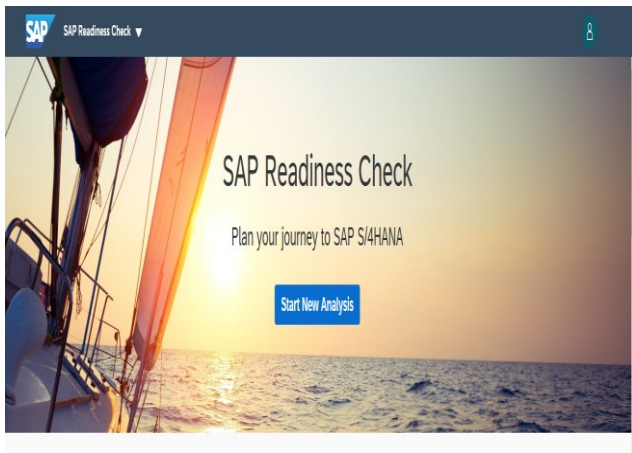 SAP SAP Readiness Check
SAP Readiness Check
Plan your journey to SAP S/4HANA
Start New Analysis